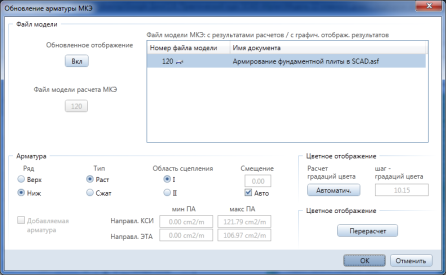 Обновление арматуры МКЭ
Файл модели
Обновленное отображение
Вкл
Файл модели расчета МКЭ
120
Файл модели МКЭ: с результатами расчетов / с графич. отображ. результатов
Номер файла модели Имя документа
120 Армирование фундаментной плиты в SCAD.asf
Арматура
Ряд Тип Область сцепления Смещение
Верх Раст I 0.00
Ниж Сжат II Авто
мин ПА макс ПА
Добавляемая арматура
Направл. КСИ 0.00 cm2/m 121.79 cm2/m
Направл. ЭТА 0.00 cm2/m 106.97 cm2/m
Цветное отображение
Расчет градаций цвета
шаг - градаций цвета
Автоматич. 10.15
Цветное отображение
Перерасчет
ОК Отменить